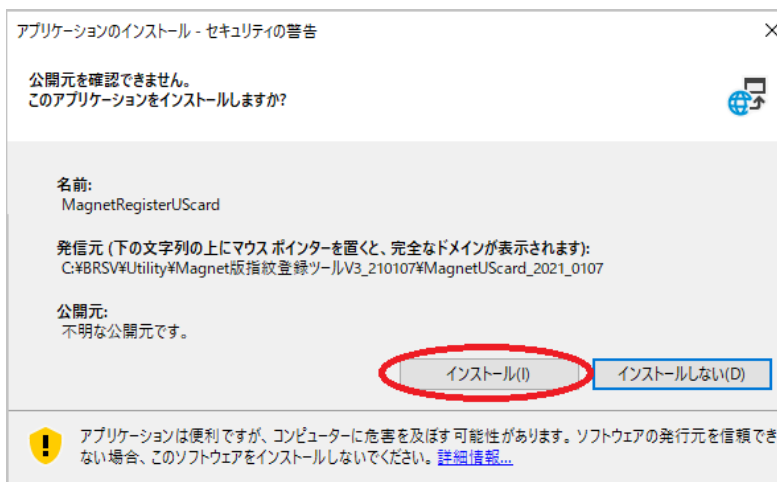 アプリケーションのインストール - セキュリティの警告
公開元を確認できません。
このアプリケーションをインストールしますか?
名前:
MagnetRegisterUScard
発信元 (下の文字列の上にマウス ポインターを置くと、完全なドメインが表示されます):
C:¥BRSV¥Utility¥Magnet版指紋登録ツールV3_210107¥MagnetUScard_2021_0107
公開元:
不明な公開元です。
インストール(I)
インストールしない(D)
アプリケーションは便利ですが、コンピューターに危害を及ぼす可能性があります。ソフトウェアの発行元を信頼でき
ない場合、このソフトウェアをインストールしないでください。詳細情報...